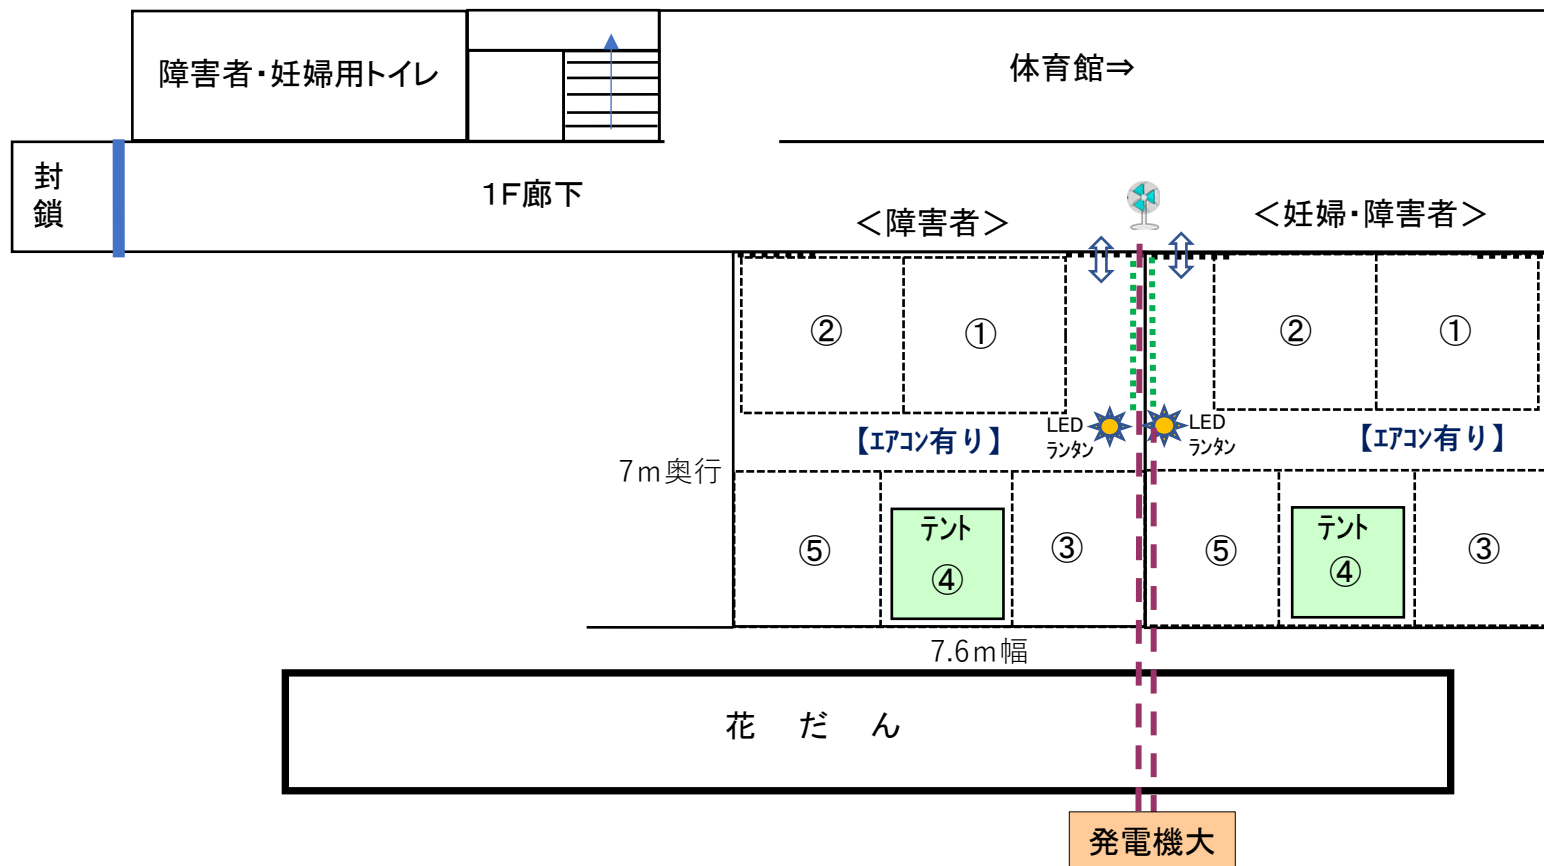 障害者・妊婦用トイレ
体育館⇒
封
鎖
１F廊下
＜障害者＞
＜妊婦・障害者＞
②
①
②
①
LED
ランタン
LED
ランタン
【エアコン有り】
【エアコン有り】
7ｍ奥行
⑤
テント
④
③
⑤
テント
④
③
7.6ｍ幅
花だん
発電機大